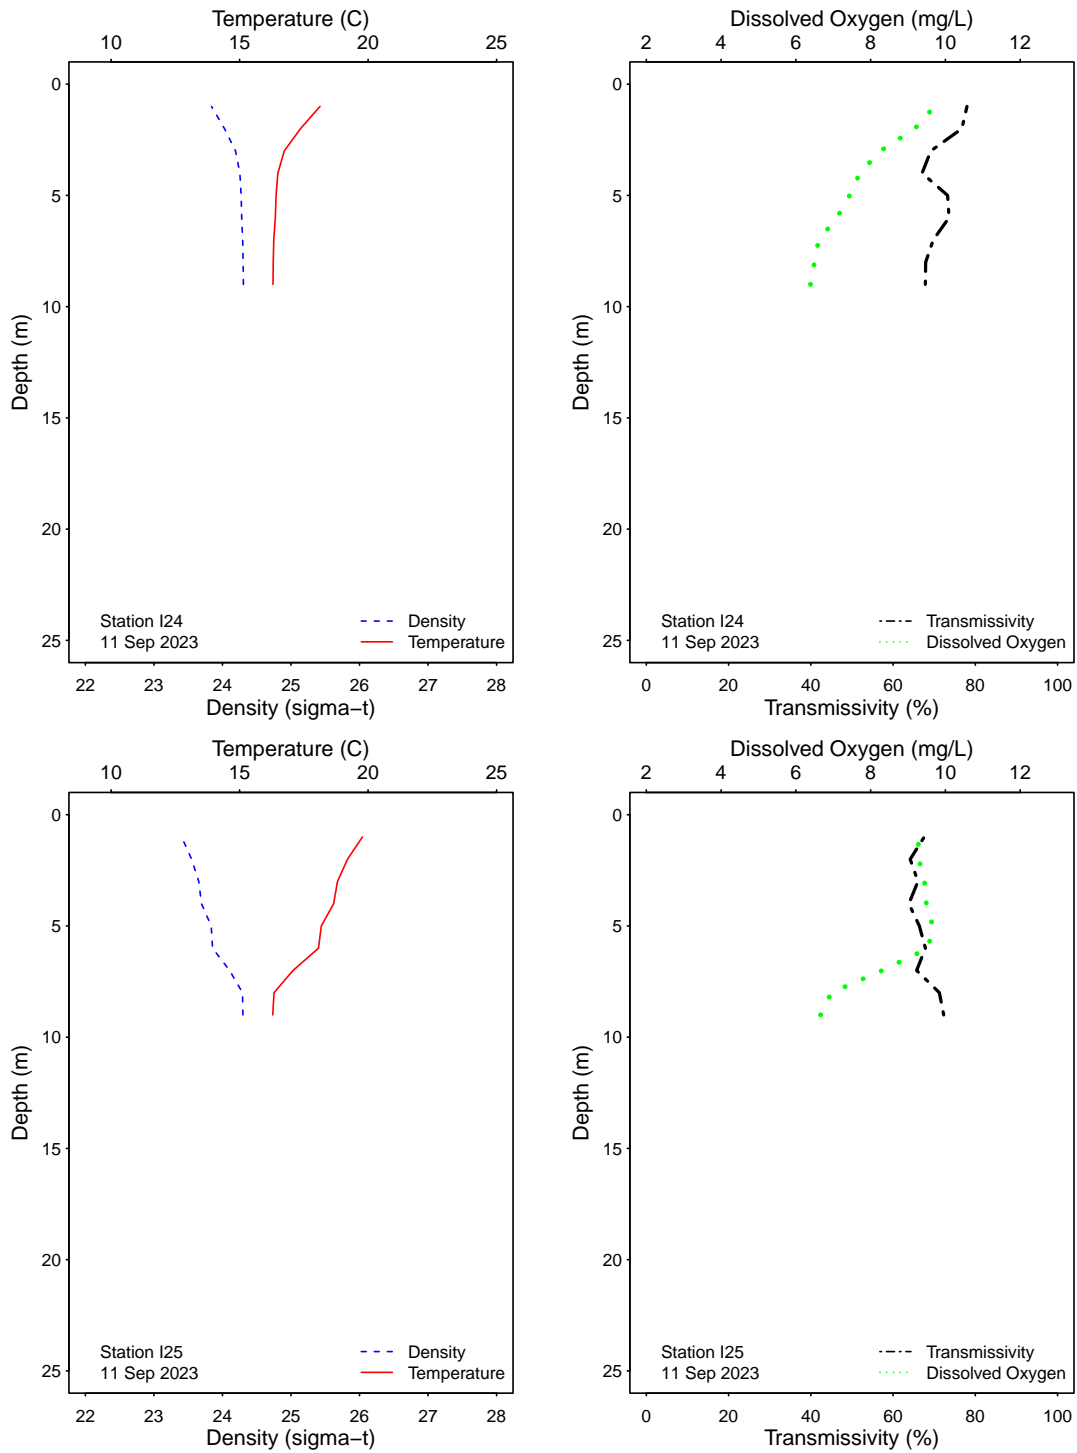 Temperature (C)
10 15 20 25
0
5
10
15
20
25
Depth (m)
Station I24
11 Sep 2023
Density
Temperature
22 23 24 25 26 27 28
Density (sigma−t)
Dissolved Oxygen (mg/L)
2 4 6 8 10 12
0
5
10
15
20
25
Depth (m)
Station I24
11 Sep 2023
Transmissivity
Dissolved Oxygen
0 20 40 60 80 100
Transmissivity (%)
Temperature (C)
10 15 20 25
0
5
10
15
20
25
Depth (m)
Station I25
11 Sep 2023
Density
Temperature
22 23 24 25 26 27 28
Density (sigma−t)
Dissolved Oxygen (mg/L)
2 4 6 8 10 12
0
5
10
15
20
25
Depth (m)
Station I25
11 Sep 2023
Transmissivity
Dissolved Oxygen
0 20 40 60 80 100
Transmissivity (%)